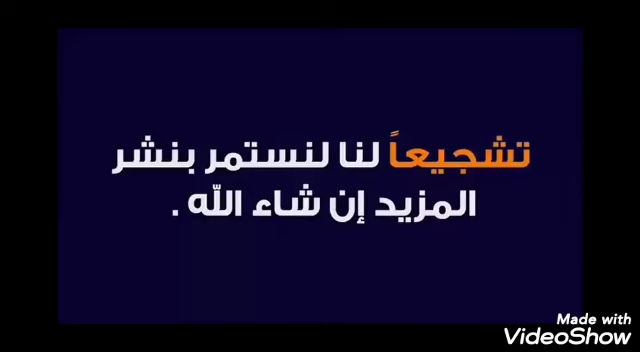 تشجيعاً لنا لنستمر بنشر
المزيد إن شاء الله .
Made with
VideoShow